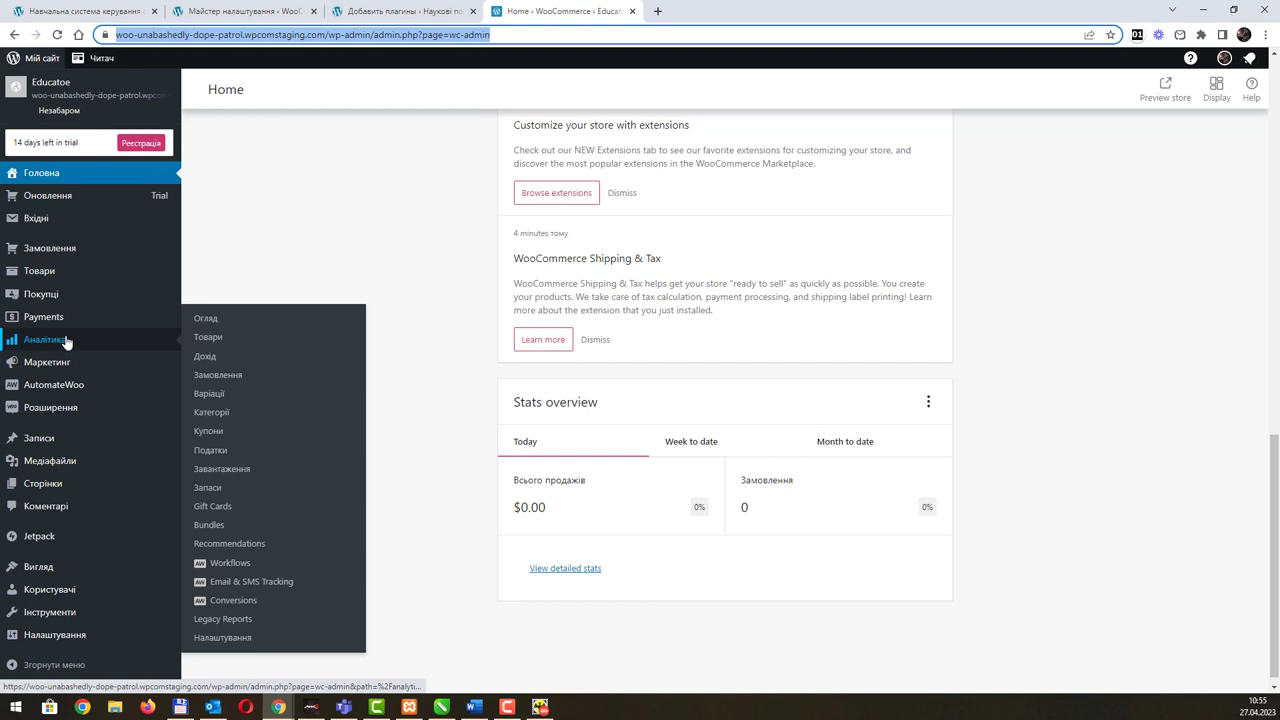 Навчальна система керування
Майстер налаштування ‹ WooC
Добавить плагины ‹ Наукові по
Home ‹ WooCommerce ‹ Educat
woo-unabashedly-dope-patrol.wpcomstaging.com/wp-admin/admin.php?page=wc-admin
01
Мій сайт
Читач
Educatoe
woo-unabashedly-dope-patrol.wpcc
Незабаром
14 days left in trial
Реєстрація
Головна
Оновлення
Trial
Вхідні
Замовлення
Товари
Покупці
Payments
Аналітика
Маркетинг
AutomateWoo
Розширення
Записи
Медіафайли
Сторінки
Коментарі
Jetpack
Вигляд
Користувачі
Інструменти
Налаштування
Згорнути меню
Огляд
Товари
Дохід
Замовлення
Варіації
Категорії
Купони
Податки
Завантаження
Запаси
Gift Cards
Bundles
Recommendations
AW Workflows
AW Email & SMS Tracking
AW Conversions
Legacy Reports
Налаштування
Home
Preview store
Display
Help
Customize your store with extensions
Check out our NEW Extensions tab to see our favorite extensions for customizing your store, and
discover the most popular extensions in the WooCommerce Marketplace.
Browse extensions
Dismiss
4 minutes тому
WooCommerce Shipping & Tax
WooCommerce Shipping & Tax helps get your store "ready to sell" as quickly as possible. You create
your products. We take care of tax calculation, payment processing, and shipping label printing! Learn
more about the extension that you just installed.
Learn more
Dismiss
Stats overview
Today
Week to date
Month to date
Всього продажів
Замовлення
$0.00
0%
0
0%
View detailed stats
https://woo-unabashedly-dope-patrol.wpcomstaging.com/wp-admin/admin.php?page=wc-admin&path=%2Fanalyti...
10:55
27.04.2023